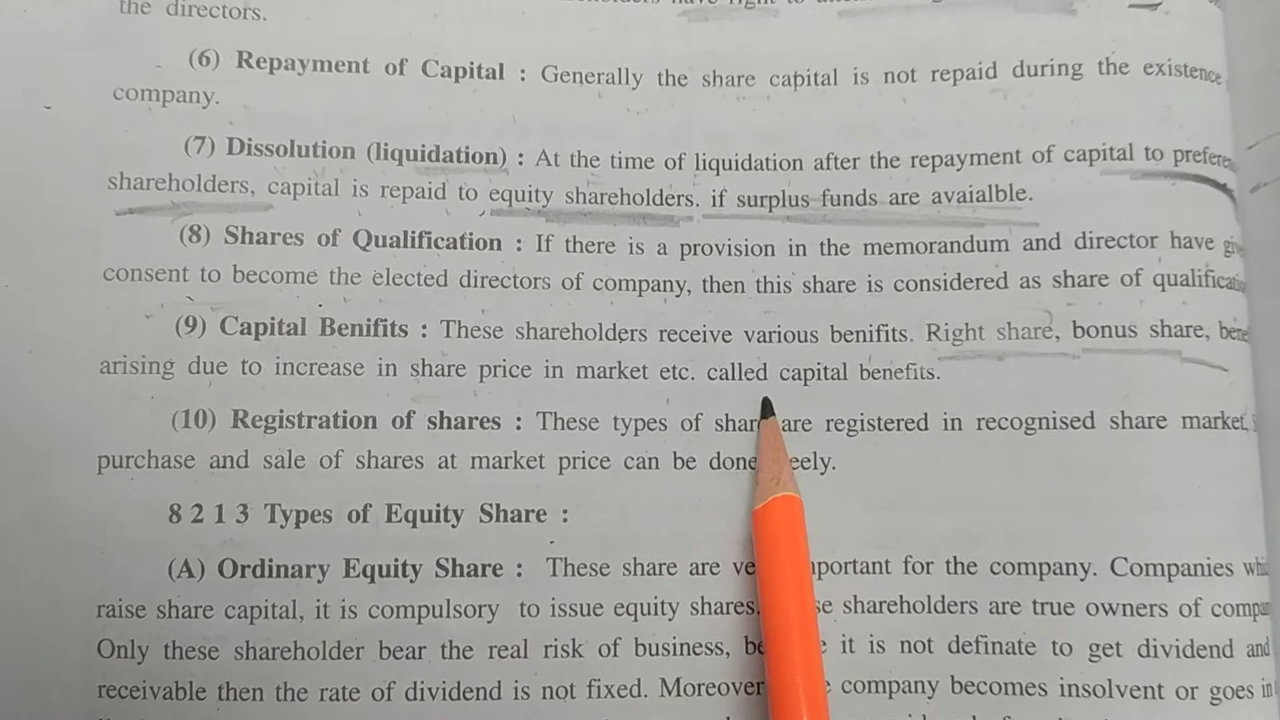 the directors.
(6) Repayment of Capital : Generally the share capital is not repaid during the existence
company.
(7) Dissolution (liquidation) : At the time of liquidation after the repayment of capital to prefere
shareholders, capital is repaid to equity shareholders. if surplus funds are avaialble.
(8) Shares of Qualification : If there is a provision in the memorandum and director have
consent to become the elected directors of company, then this share is considered as share of qualificati
(9) Capital Benifits : These shareholders receive various benifits. Right share, bonus share, bene
arising due to increase in share price in market etc. called capital benefits.
(10) Registration of shares : These types of share are registered in recognised share market,
purchase and sale of shares at market price can be done eely.
8 2 1 3 Types of Equity Share :
(A) Ordinary Equity Share : These share are ve portant for the company. Companies whi
raise share capital, it is compulsory to issue equity shares. se shareholders are true owners of compa
Only these shareholder bear the real risk of business, be it is not definate to get dividend and
receivable then the rate of dividend is not fixed. Moreover company becomes insolvent or goes in